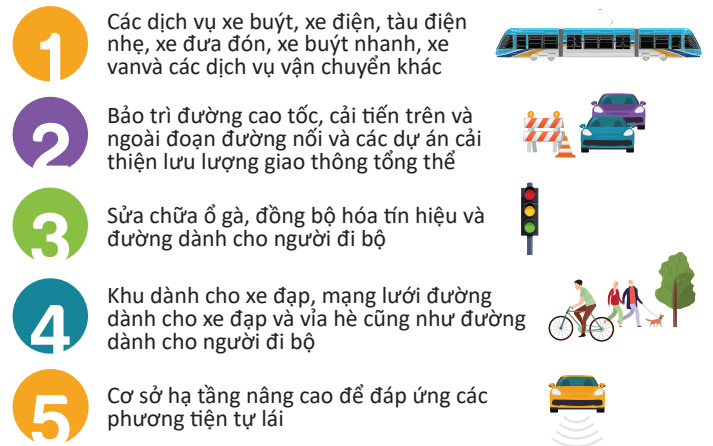 1
Các dịch vụ xe buýt, xe điện, tàu điện
nhẹ, xe đưa đón, xe buýt nhanh, xe
vanvà các dịch vụ vận chuyển khác
2
Bảo trì đường cao tốc, cải tiến trên và
ngoài đoạn đường nối và các dự án cải
thiện lưu lượng giao thông tổng thể
3
Sửa chữa ổ gà, đồng bộ hóa tín hiệu và
đường dành cho người đi bộ
4
Khu dành cho xe đạp, mạng lưới đường
dành cho xe đạp và vỉa hè cũng như đường
dành cho người đi bộ
5
Cơ sở hạ tầng nâng cao để đáp ứng các
phương tiện tự lái